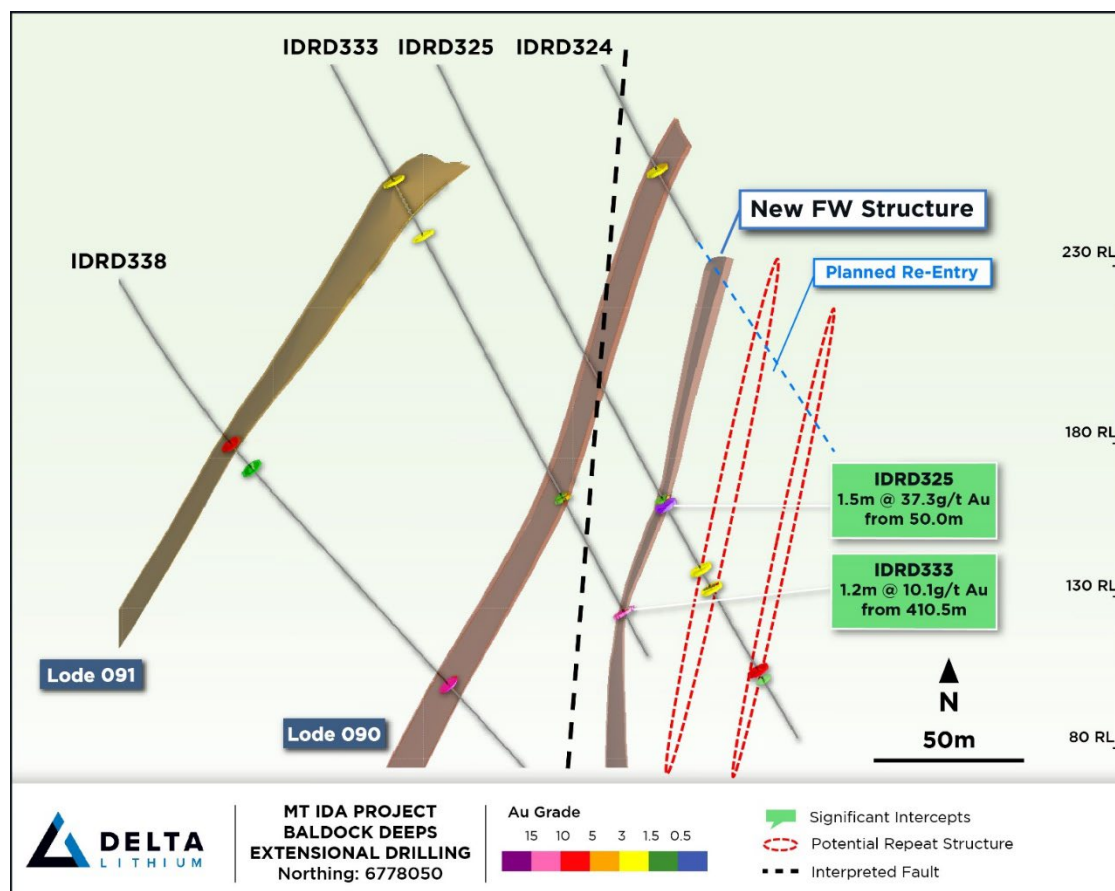 IDRD333
IDRD325
IDRD324
New FW Structure
IDRD338
230 RL
Planned Re-Entry
180 RL
IDRD325
1.5m @ 37.3g/t Au
from 50.0m
IDRD333
1.2m @ 10.1g/t Au
from 410.5m
130 RL
Lode 091
N
Lode 090
50m
80 RL
DELTA
LITHIUM
MT IDA PROJECT
BALDOCK DEEPS
EXTENSIONAL DRILLING
Northing: 6778050
Au Grade
15 10 5 3 1.5 0.5
Significant Intercepts
Potential Repeat Structure
Interpreted Fault